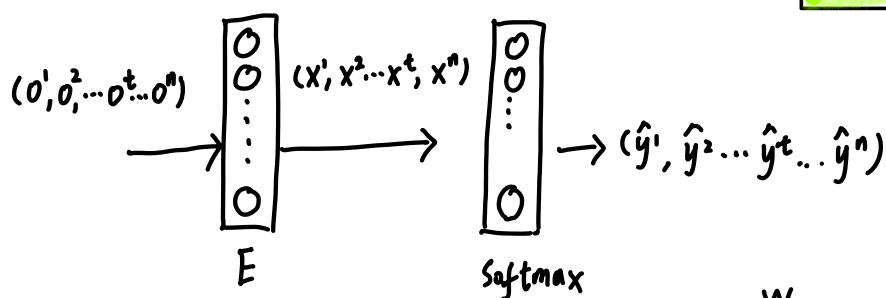 (o¹, o², ... oᵗ ... oⁿ)
(x¹, x² ... xᵗ, xⁿ)
(ŷ¹, ŷ² ... ŷᵗ ... ŷⁿ)
E
Softmax